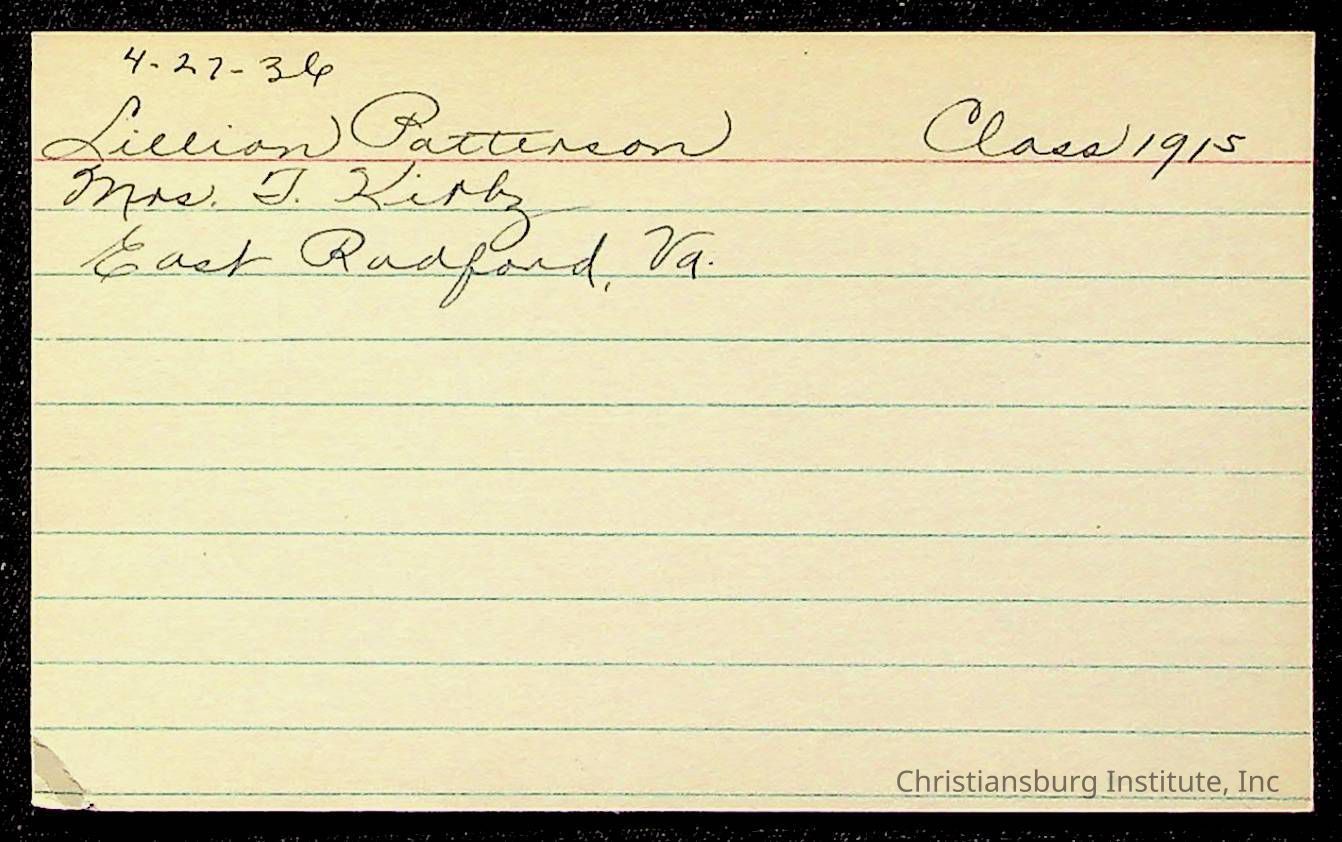 4-27-36
Lillian Patterson Class 1915
Mrs. T. Kirby
East Radford, Va.
Christiansburg Institute, Inc